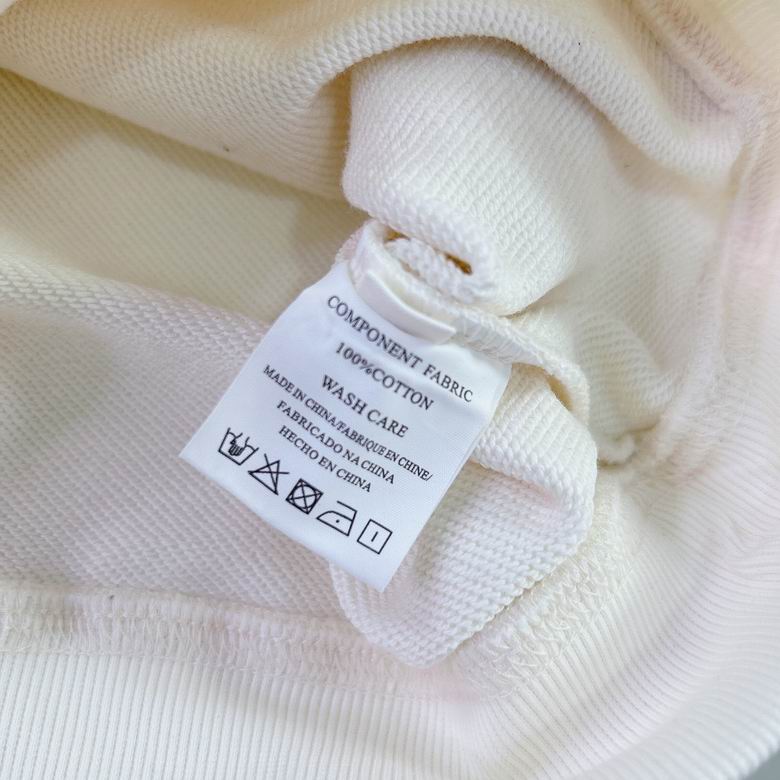 COMPONENT FABRIC
100%COTTON
WASH CARE
MADE IN CHINA/FABRIQUE EN CHINE/
FABRICADO NA CHINA
HECHO EN CHINA